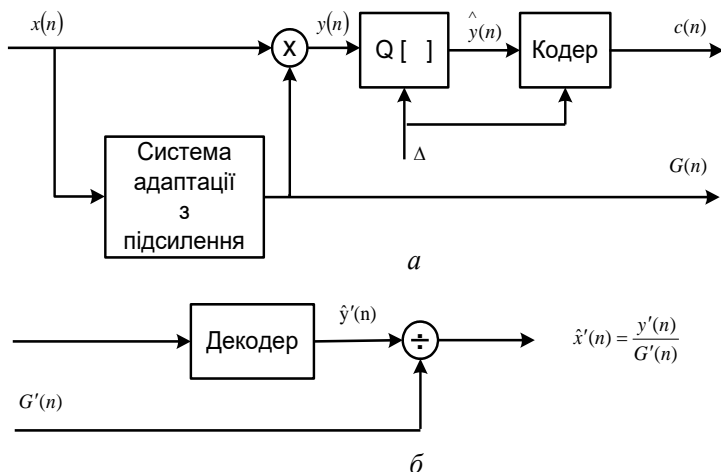 x(n)
x
y(n)
Q [ ]
^
y(n)
Кодер
c(n)
Δ
Система
адаптації
з
підсилення
G(n)
а
Декодер
ŷ′(n)
÷
x̂′(n) = y′(n) / G′(n)
G′(n)
б